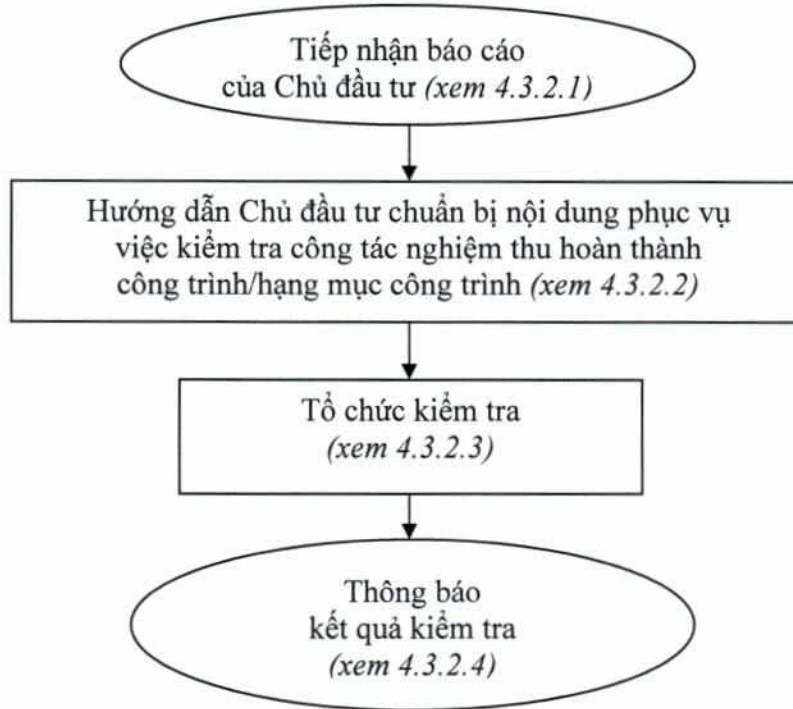 Tiếp nhận báo cáo
của Chủ đầu tư (xem 4.3.2.1)
Hướng dẫn Chủ đầu tư chuẩn bị nội dung phục vụ
việc kiểm tra công tác nghiệm thu hoàn thành
công trình/hạng mục công trình (xem 4.3.2.2)
Tổ chức kiểm tra
(xem 4.3.2.3)
Thông báo
kết quả kiểm tra
(xem 4.3.2.4)